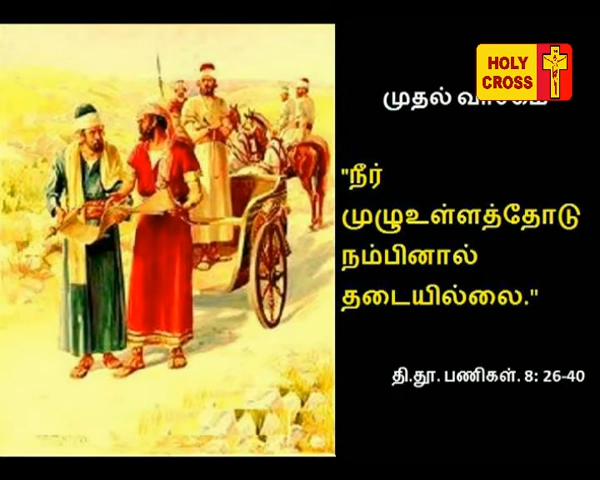 HOLY
CROSS
முதல்
"நீர்
முழுஉள்ளத்தோடு
நம்பினால்
தடையில்லை."
தி.தூ. பணிகள். 8: 26-40